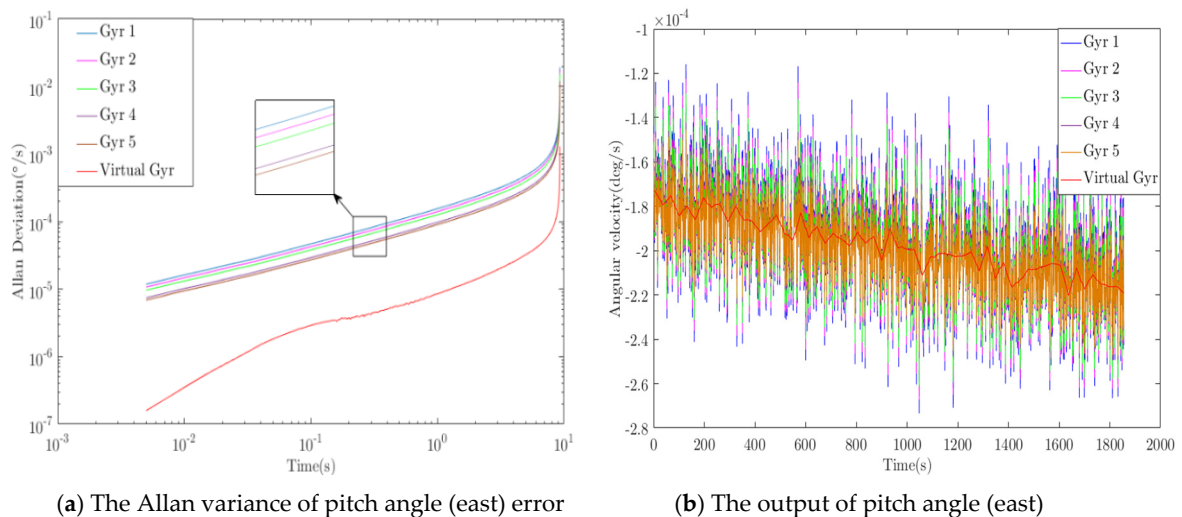 Gyr 1
Gyr 2
Gyr 3
Gyr 4
Gyr 5
Virtual Gyr
10^-1
10^-2
10^-3
10^-4
10^-5
10^-6
10^-7
Allan Deviation(°/s)
10^-3
10^-2
10^-1
10^0
10^1
Time(s)
(a) The Allan variance of pitch angle (east) error
×10^-4
Gyr 1
Gyr 2
Gyr 3
Gyr 4
Gyr 5
Virtual Gyr
-1
-1.2
-1.4
-1.6
-1.8
-2
-2.2
-2.4
-2.6
-2.8
Angular velocity(deg/s)
0 200 400 600 800 1000 1200 1400 1600 1800 2000
Time(s)
(b) The output of pitch angle (east)